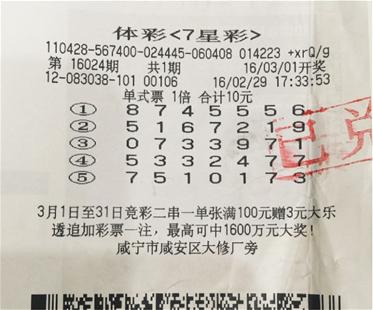 体彩<7星彩>
110428-567400-024445-060408 014223 +xrQ/g
第 16024期 共1期 16/03/01开奖
12-083038-101 00106 16/02/29 17:33:53
单式票 1倍 合计10元
① 8 7 4 5 5 5 6
② 5 1 6 7 2 1 9
③ 0 7 3 3 9 7 1
④ 5 3 3 2 4 7 7
⑤ 7 5 1 0 1 7 3
已兑
3月1日至31日竞彩二串一单张满100元赠3元大乐
透追加彩票一注，最高可中1600万元大奖！
咸宁市咸安区大修厂旁